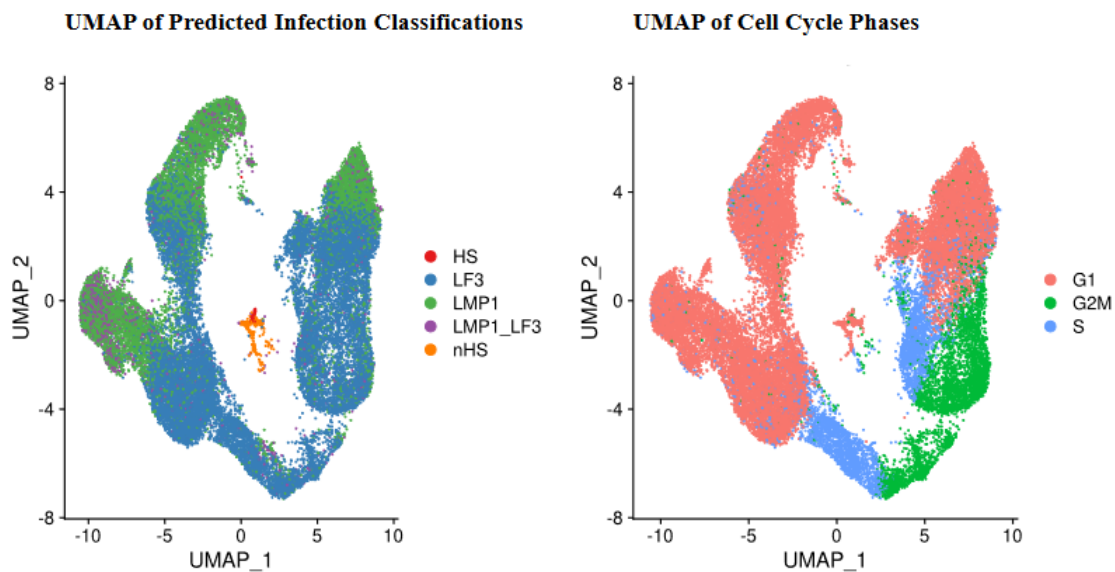 UMAP of Predicted Infection Classifications
UMAP of Cell Cycle Phases
8
4
0
-4
-8
UMAP_2
-10
-5
0
5
10
UMAP_1
HS
LF3
LMP1
LMP1_LF3
nHS
8
4
0
-4
-8
UMAP_2
-10
-5
0
5
10
UMAP_1
G1
G2M
S